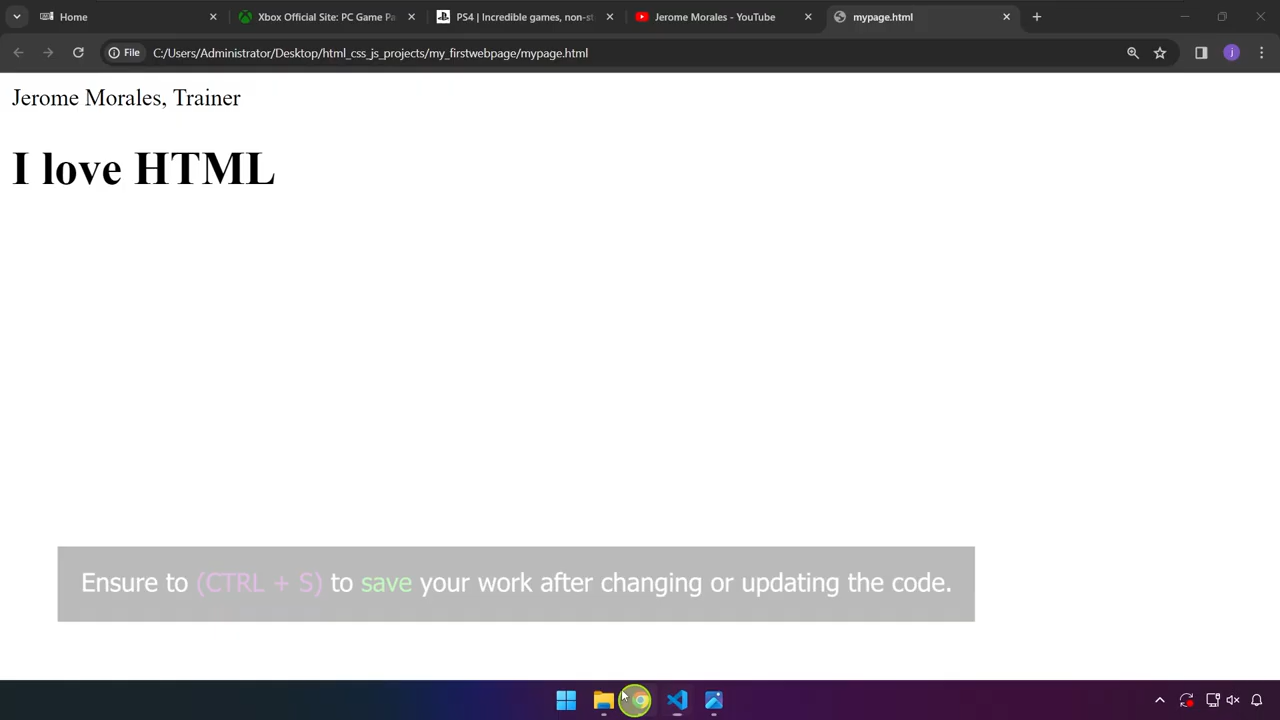 Home
Xbox Official Site: PC Game Pa
PS4 | Incredible games, non-st
Jerome Morales - YouTube
mypage.html
File
C:/Users/Administrator/Desktop/html_css_js_projects/my_firstwebpage/mypage.html
j
Jerome Morales, Trainer
I love HTML
Ensure to (CTRL + S) to save your work after changing or updating the code.